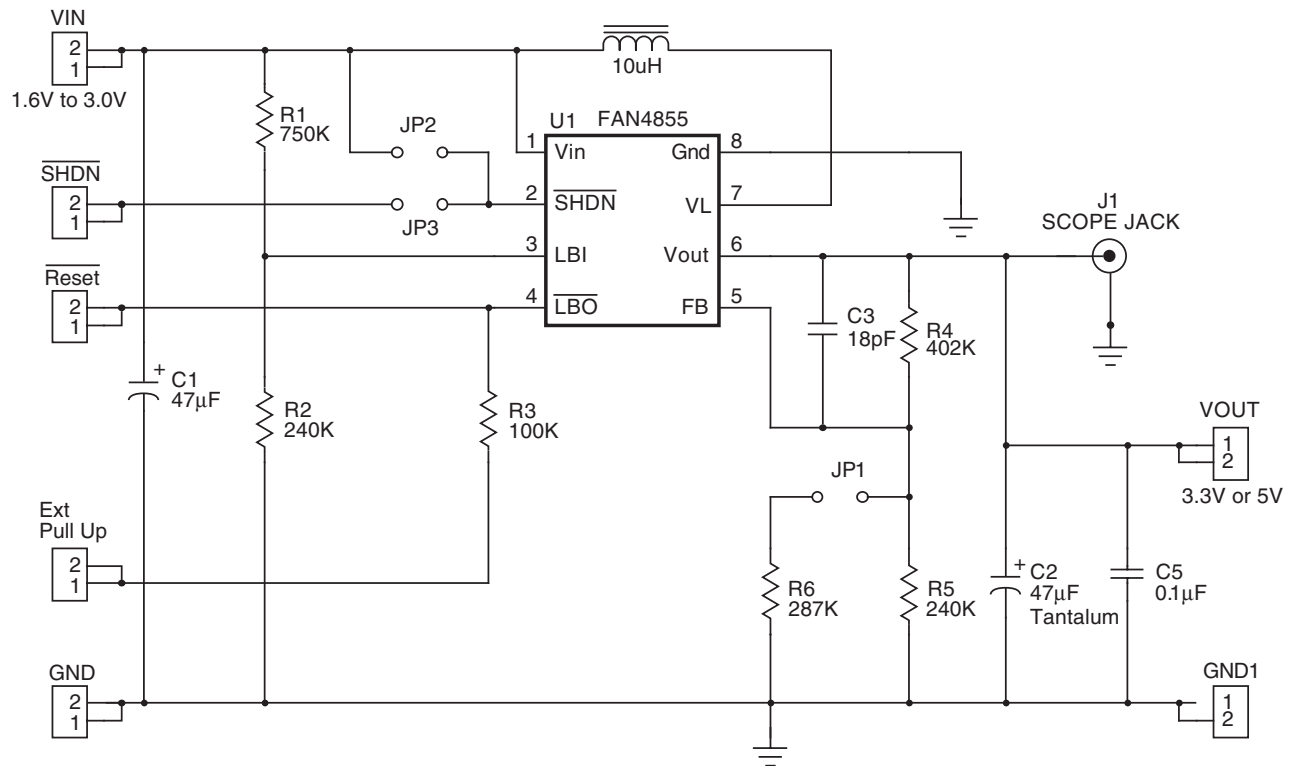 VIN
2
1
1.6V to 3.0V
SHDN
2
1
Reset
2
1
Ext
Pull Up
2
1
GND
2
1
C1
+
47µF
R1
750K
R2
240K
JP2
JP3
R3
100K
10uH
U1 FAN4855
1 Vin
2 SHDN
3 LBI
4 LBO
Gnd 8
VL 7
Vout 6
FB 5
C3
18pF
R4
402K
JP1
R6
287K
R5
240K
J1
SCOPE JACK
VOUT
1
2
3.3V or 5V
+
C2
47µF
Tantalum
C5
0.1µF
GND1
1
2